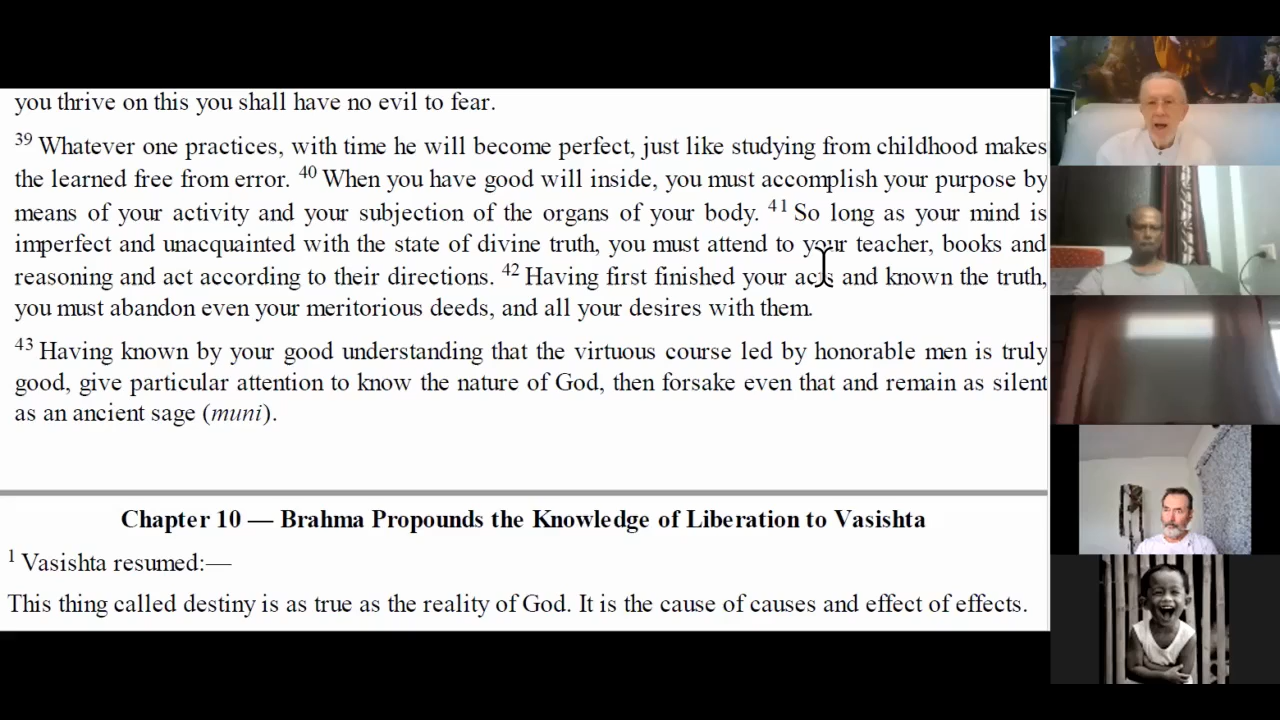 you thrive on this you shall have no evil to fear.
39 Whatever one practices, with time he will become perfect, just like studying from childhood makes
the learned free from error. 40 When you have good will inside, you must accomplish your purpose by
means of your activity and your subjection of the organs of your body. 41 So long as your mind is
imperfect and unacquainted with the state of divine truth, you must attend to your teacher, books and
reasoning and act according to their directions. 42 Having first finished your acts and known the truth,
you must abandon even your meritorious deeds, and all your desires with them.
43 Having known by your good understanding that the virtuous course led by honorable men is truly
good, give particular attention to know the nature of God, then forsake even that and remain as silent
as an ancient sage (muni).
Chapter 10 — Brahma Propounds the Knowledge of Liberation to Vasishta
1 Vasishta resumed:—
This thing called destiny is as true as the reality of God. It is the cause of causes and effect of effects.